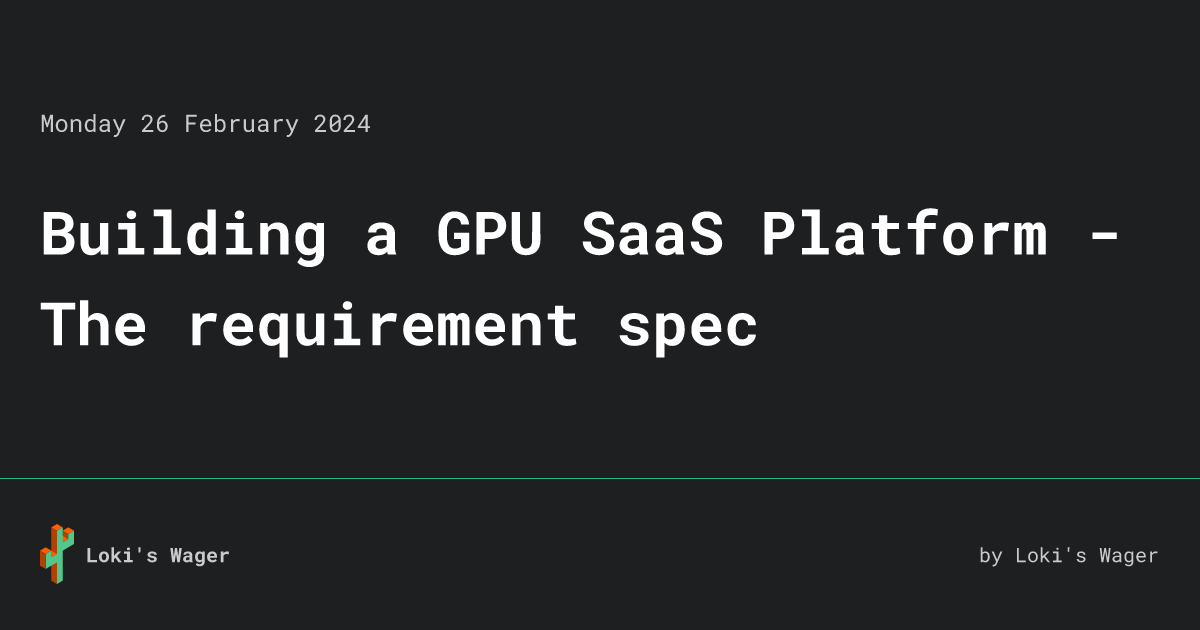 Monday 26 February 2024
Building a GPU SaaS Platform -
The requirement spec
Loki's Wager
by Loki's Wager